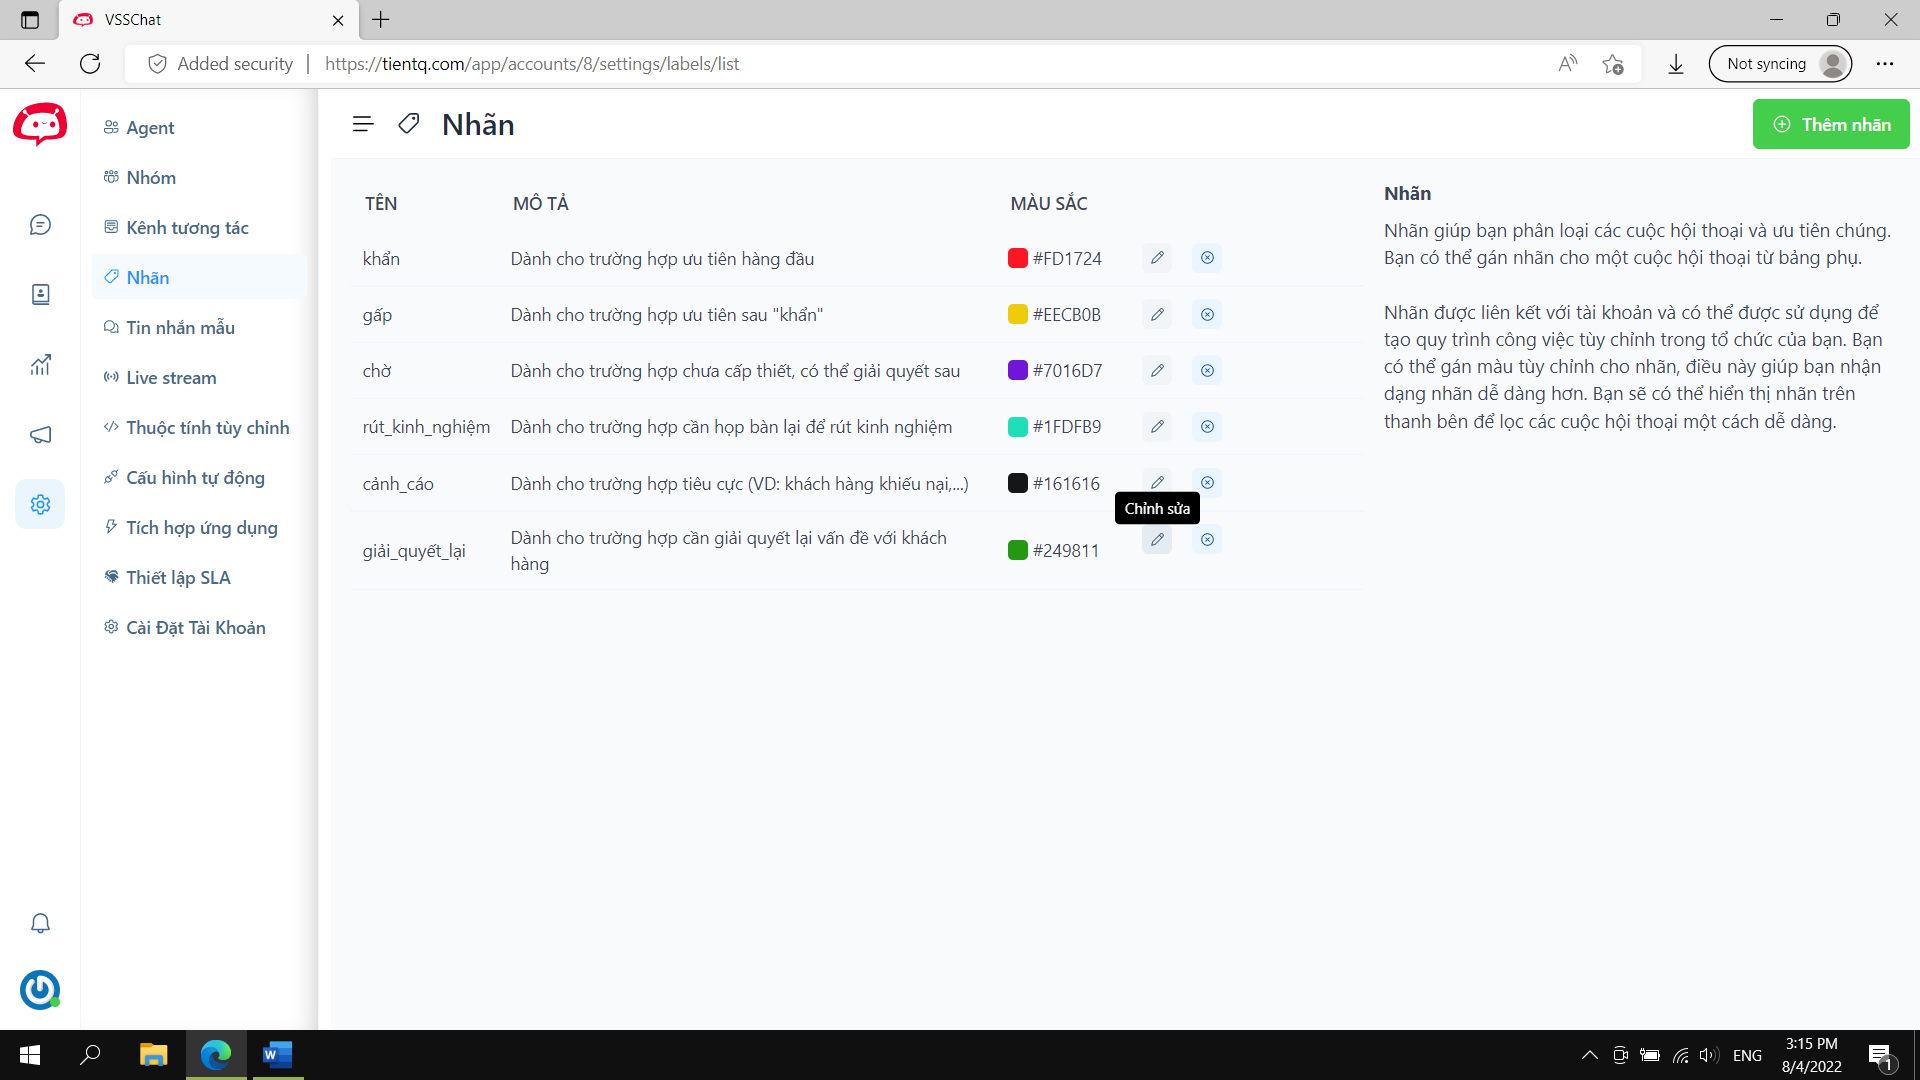 VSSChat
Added security
https://tientq.com/app/accounts/8/settings/labels/list
Not syncing
Agent
Nhóm
Kênh tương tác
Nhãn
Tin nhắn mẫu
Live stream
Thuộc tính tùy chỉnh
Cấu hình tự động
Tích hợp ứng dụng
Thiết lập SLA
Cài Đặt Tài Khoản
Nhãn
Thêm nhãn
TÊN MÔ TẢ MÀU SẮC
khẩn Dành cho trường hợp ưu tiên hàng đầu #FD1724
gấp Dành cho trường hợp ưu tiên sau "khẩn" #EECB0B
chờ Dành cho trường hợp chưa cấp thiết, có thể giải quyết sau #7016D7
rút_kinh_nghiệm Dành cho trường hợp cần họp bàn lại để rút kinh nghiệm #1FDFB9
cảnh_cáo Dành cho trường hợp tiêu cực (VD: khách hàng khiếu nại,...) #161616
Chỉnh sửa
giải_quyết_lại Dành cho trường hợp cần giải quyết lại vấn đề với khách #249811
hàng
Nhãn
Nhãn giúp bạn phân loại các cuộc hội thoại và ưu tiên chúng.
Bạn có thể gán nhãn cho một cuộc hội thoại từ bảng phụ.
Nhãn được liên kết với tài khoản và có thể được sử dụng để
tạo quy trình công việc tùy chỉnh trong tổ chức của bạn. Bạn
có thể gán màu tùy chỉnh cho nhãn, điều này giúp bạn nhận
dạng nhãn dễ dàng hơn. Bạn sẽ có thể hiển thị nhãn trên
thanh bên để lọc các cuộc hội thoại một cách dễ dàng.
ENG
3:15 PM
8/4/2022
1